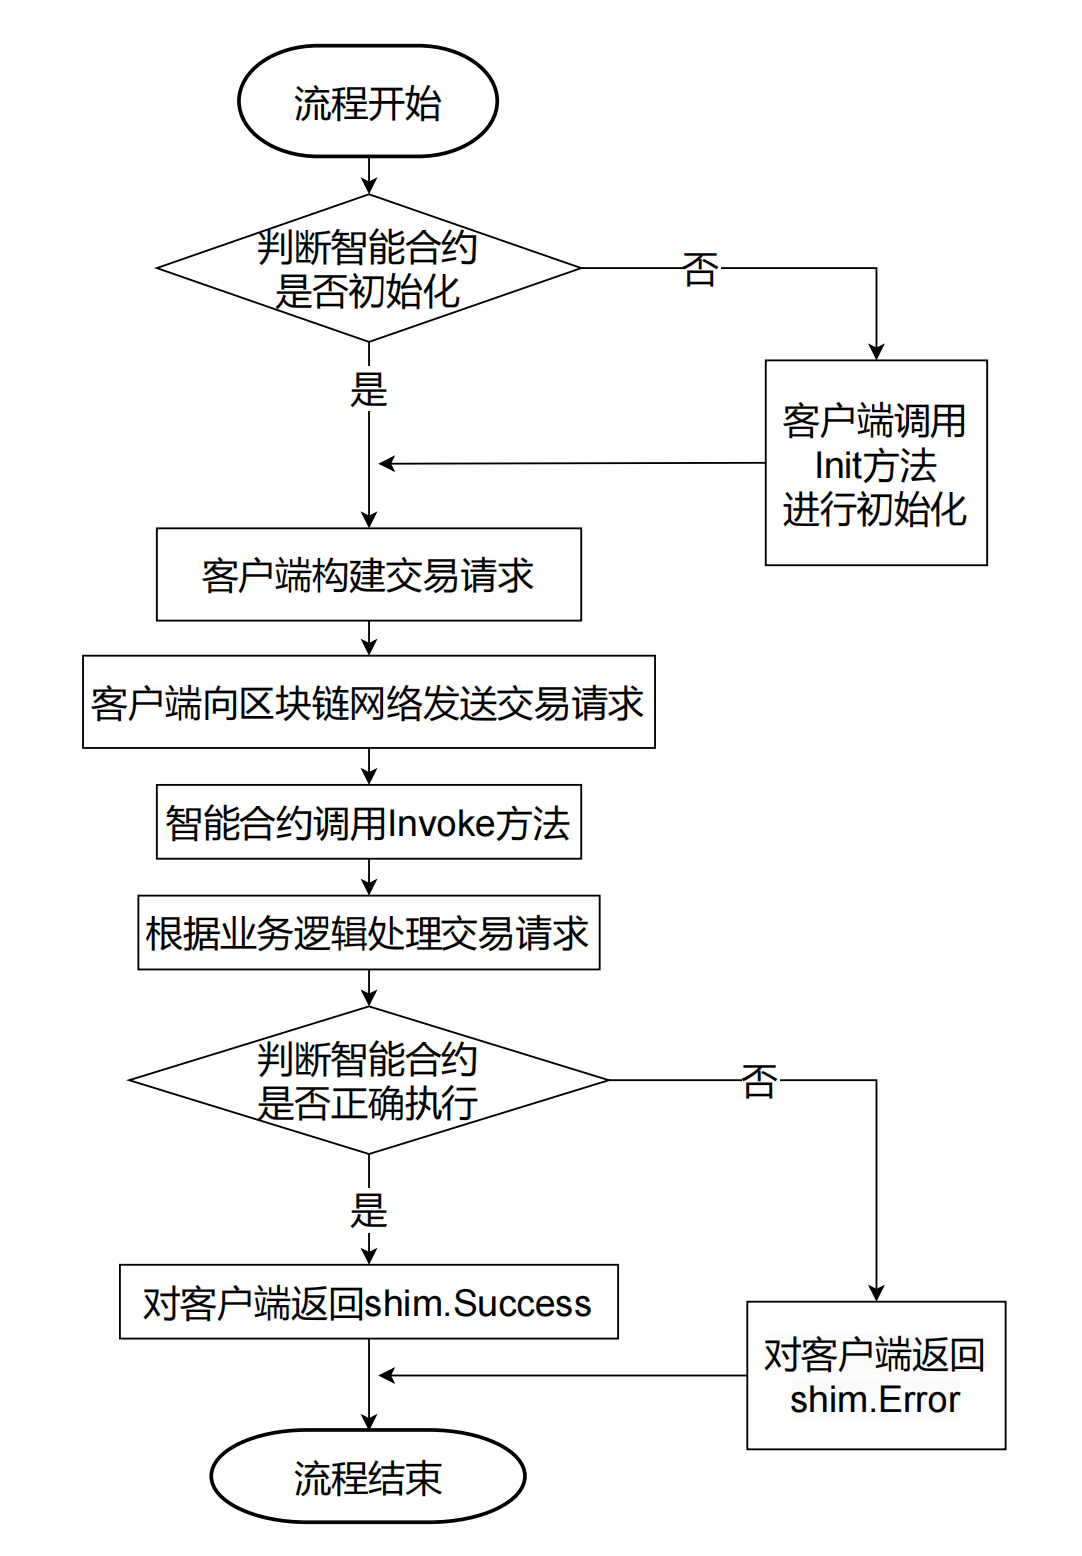 流程开始
判断智能合约
是否初始化
否
是
客户端调用
Init方法
进行初始化
客户端构建交易请求
客户端向区块链网络发送交易请求
智能合约调用Invoke方法
根据业务逻辑处理交易请求
判断智能合约
是否正确执行
否
是
对客户端返回shim.Success
对客户端返回
shim.Error
流程结束